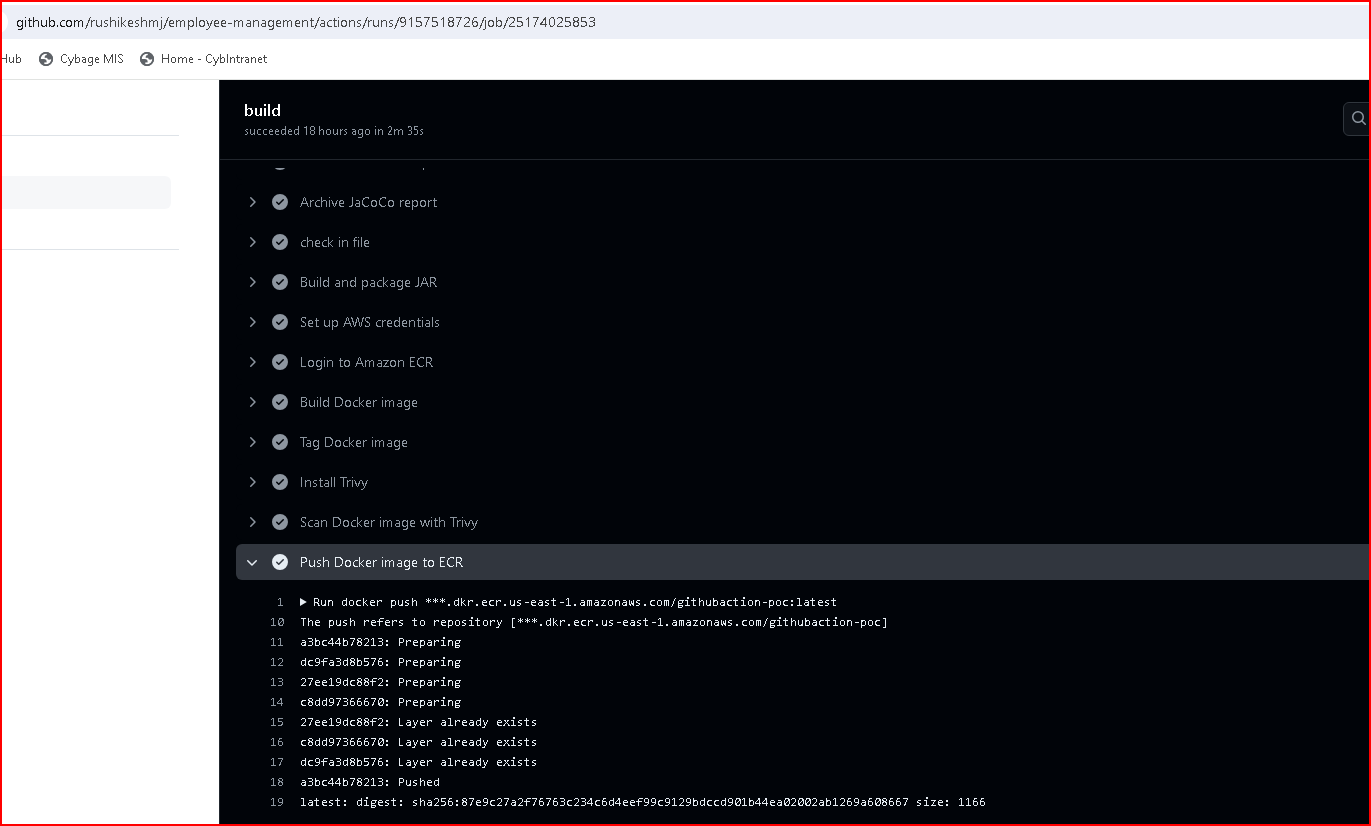 github.com/rushikeshmj/employee-management/actions/runs/9157518726/job/25174025853
Hub Cybage MIS Home - CybIntranet
build
succeeded 18 hours ago in 2m 35s
Archive JaCoCo report
check in file
Build and package JAR
Set up AWS credentials
Login to Amazon ECR
Build Docker image
Tag Docker image
Install Trivy
Scan Docker image with Trivy
Push Docker image to ECR
1 Run docker push ***.dkr.ecr.us-east-1.amazonaws.com/githubaction-poc:latest
10 The push refers to repository [***.dkr.ecr.us-east-1.amazonaws.com/githubaction-poc]
11 a3bc44b78213: Preparing
12 dc9fa3d8b576: Preparing
13 27ee19dc88f2: Preparing
14 c8dd97366670: Preparing
15 27ee19dc88f2: Layer already exists
16 c8dd97366670: Layer already exists
17 dc9fa3d8b576: Layer already exists
18 a3bc44b78213: Pushed
19 latest: digest: sha256:87e9c27a2f76763c234c6d4eef99c9129bdccd901b44ea02002ab1269a608667 size: 1166